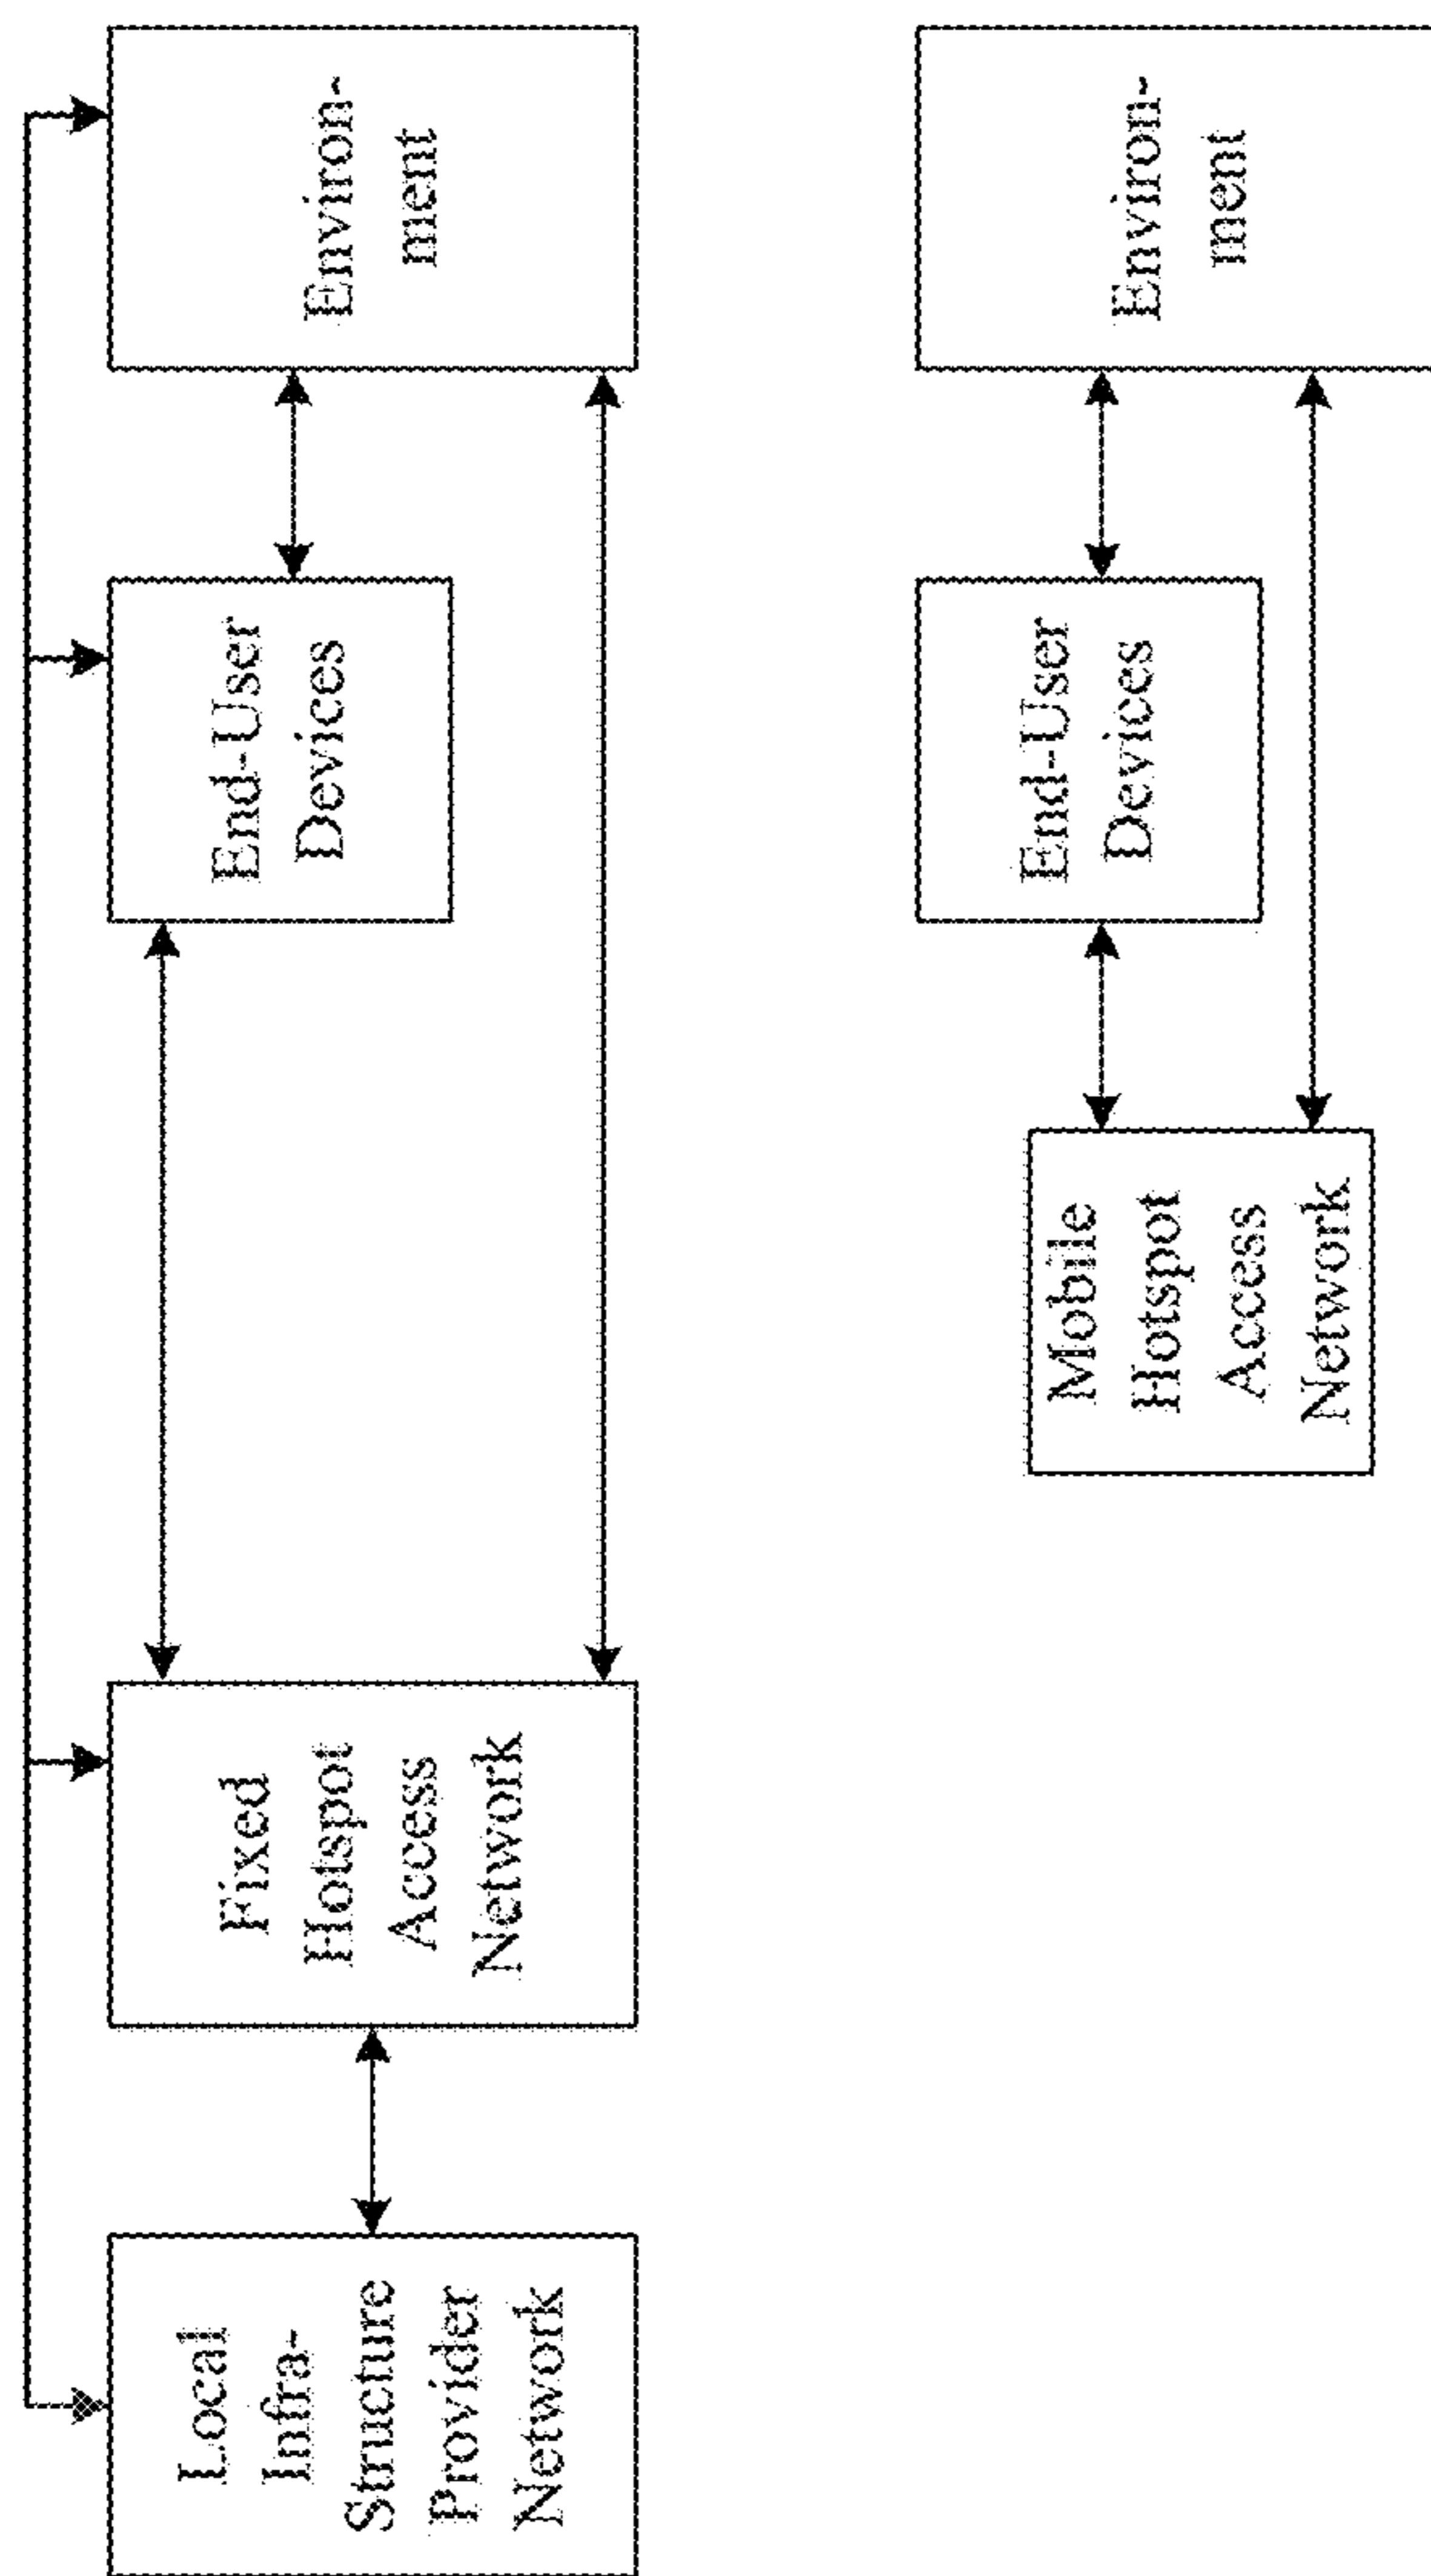 Local
Infra-
Structure
Provider
Network
Fixed
Hotspot
Access
Network
End-User
Devices
Environ-
ment
Mobile
Hotspot
Access
Network
End-User
Devices
Environ-
ment